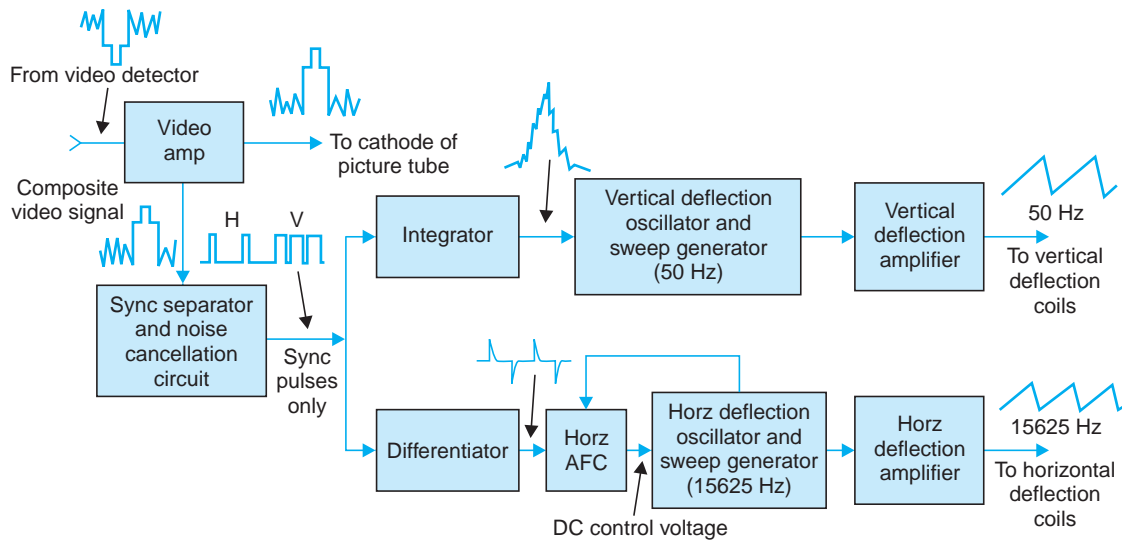 From video detector
Video
amp
To cathode of
picture tube
Composite
video signal
H
V
Sync separator
and noise
cancellation
circuit
Sync
pulses
only
Integrator
Vertical deflection
oscillator and
sweep generator
(50 Hz)
Vertical
deflection
amplifier
50 Hz
To vertical
deflection
coils
Differentiator
Horz
AFC
DC control voltage
Horz deflection
oscillator and
sweep generator
(15625 Hz)
Horz
deflection
amplifier
15625 Hz
To horizontal
deflection
coils